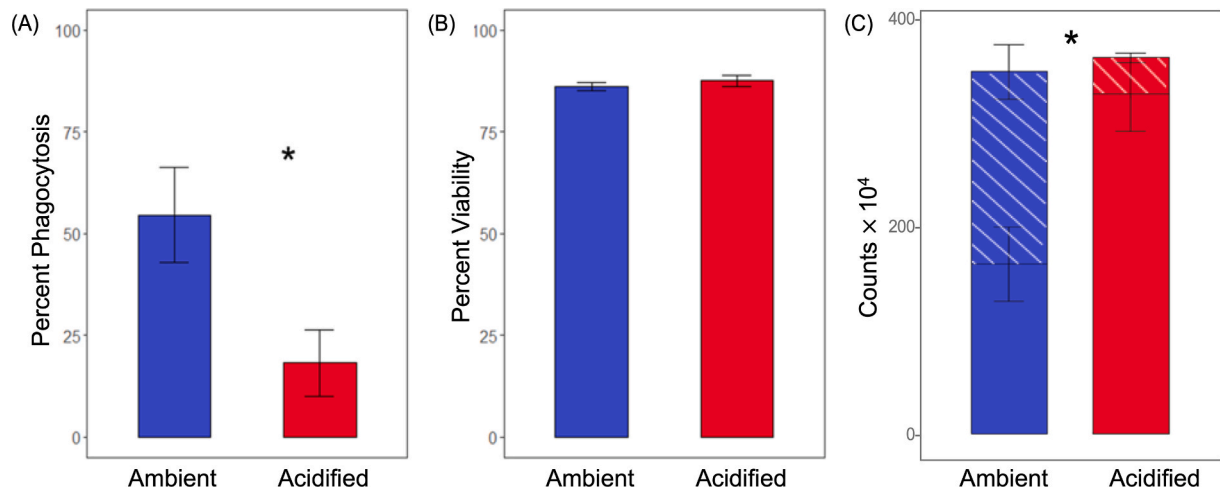 (A)
100
75
50
25
0
Percent Phagocytosis
*
Ambient
Acidified
(B)
100
75
50
25
0
Percent Viability
Ambient
Acidified
(C)
400
200
0
Counts × 10⁴
*
Ambient
Acidified